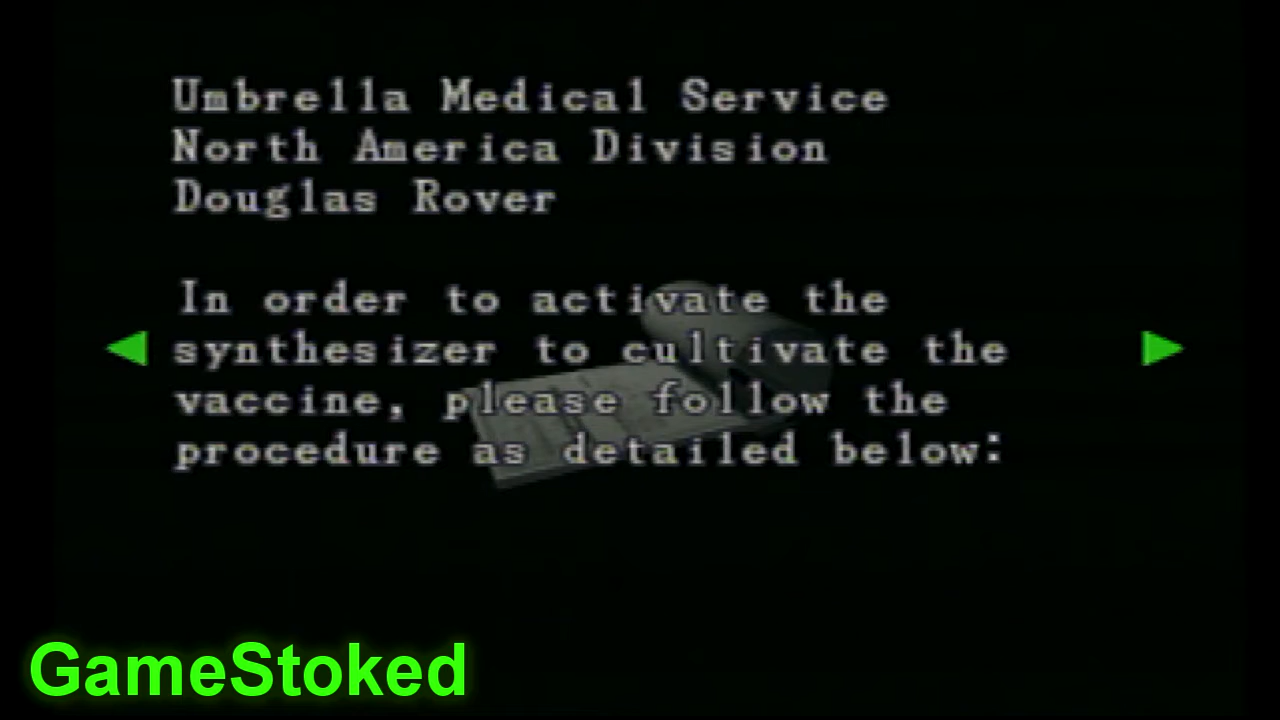 Umbrella Medical Service
North America Division
Douglas Rover
In order to activate the
synthesizer to cultivate the
vaccine, please follow the
procedure as detailed below:
GameStoked